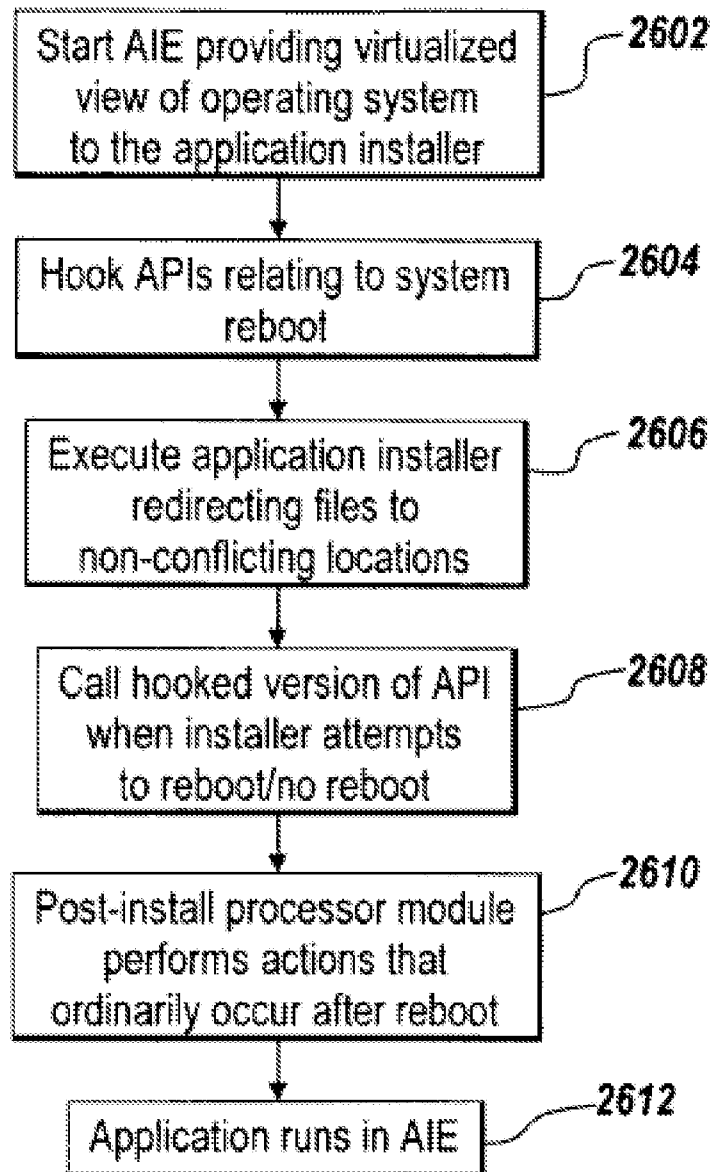 Start AIE providing virtualized
view of operating system
to the application installer
2602
Hook APIs relating to system
reboot
2604
Execute application installer
redirecting files to
non-conflicting locations
2606
Call hooked version of API
when installer attempts
to reboot/no reboot
2608
Post-install processor module
performs actions that
ordinarily occur after reboot
2610
Application runs in AIE
2612